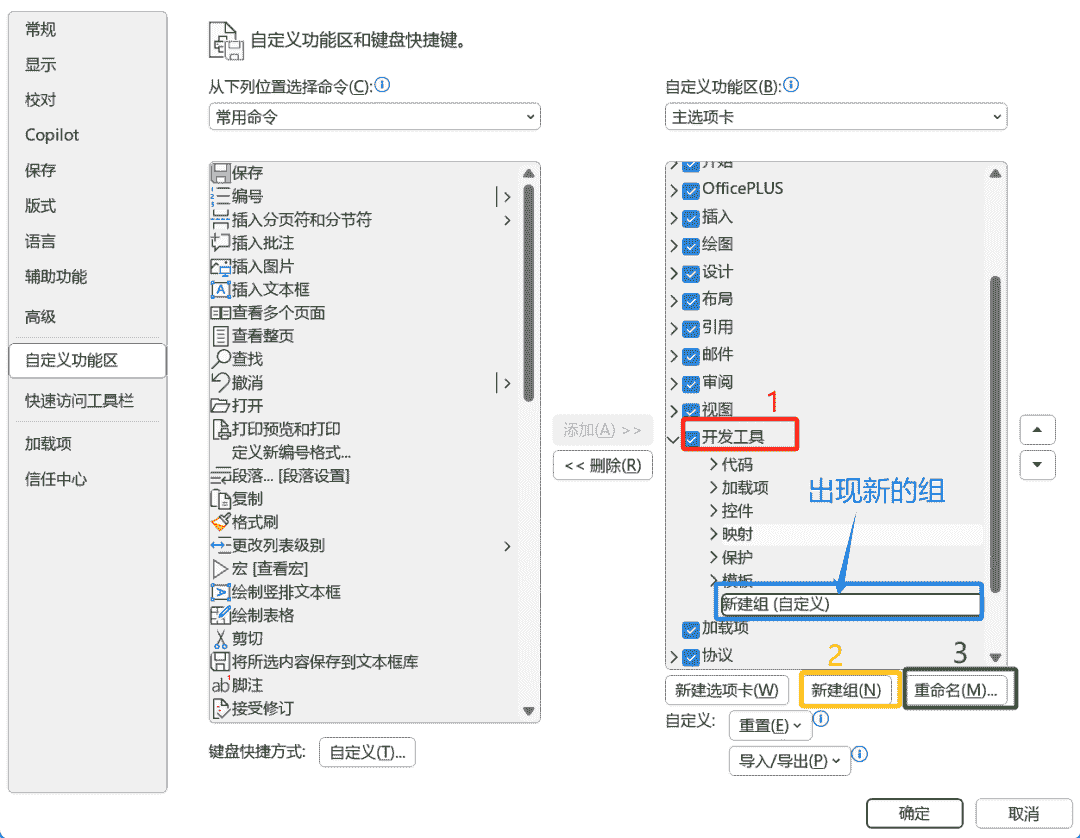 常规
显示
校对
Copilot
保存
版式
语言
辅助功能
高级
自定义功能区
快速访问工具栏
加载项
信任中心
自定义功能区和键盘快捷键。
从下列位置选择命令(C):
常用命令
保存
编号
插入分页符和分节符
插入批注
插入图片
插入文本框
查看多个页面
查看整页
查找
撤消
打开
打印预览和打印
定义新编号格式...
段落... [段落设置]
复制
格式刷
更改列表级别
宏 [查看宏]
绘制竖排文本框
绘制表格
剪切
将所选内容保存到文本框库
脚注
接受修订
键盘快捷方式:
自定义(T)...
添加(A) >>
<< 删除(R)
自定义功能区(B):
主选项卡
开始
OfficePLUS
插入
绘图
设计
布局
引用
邮件
审阅
视图
1
开发工具
代码
加载项
控件
映射
保护
模板
出现新的组
新建组 (自定义)
加载项
协议
2
3
新建选项卡(W)
新建组(N)
重命名(M)...
自定义:
重置(E)
导入/导出(P)
确定
取消